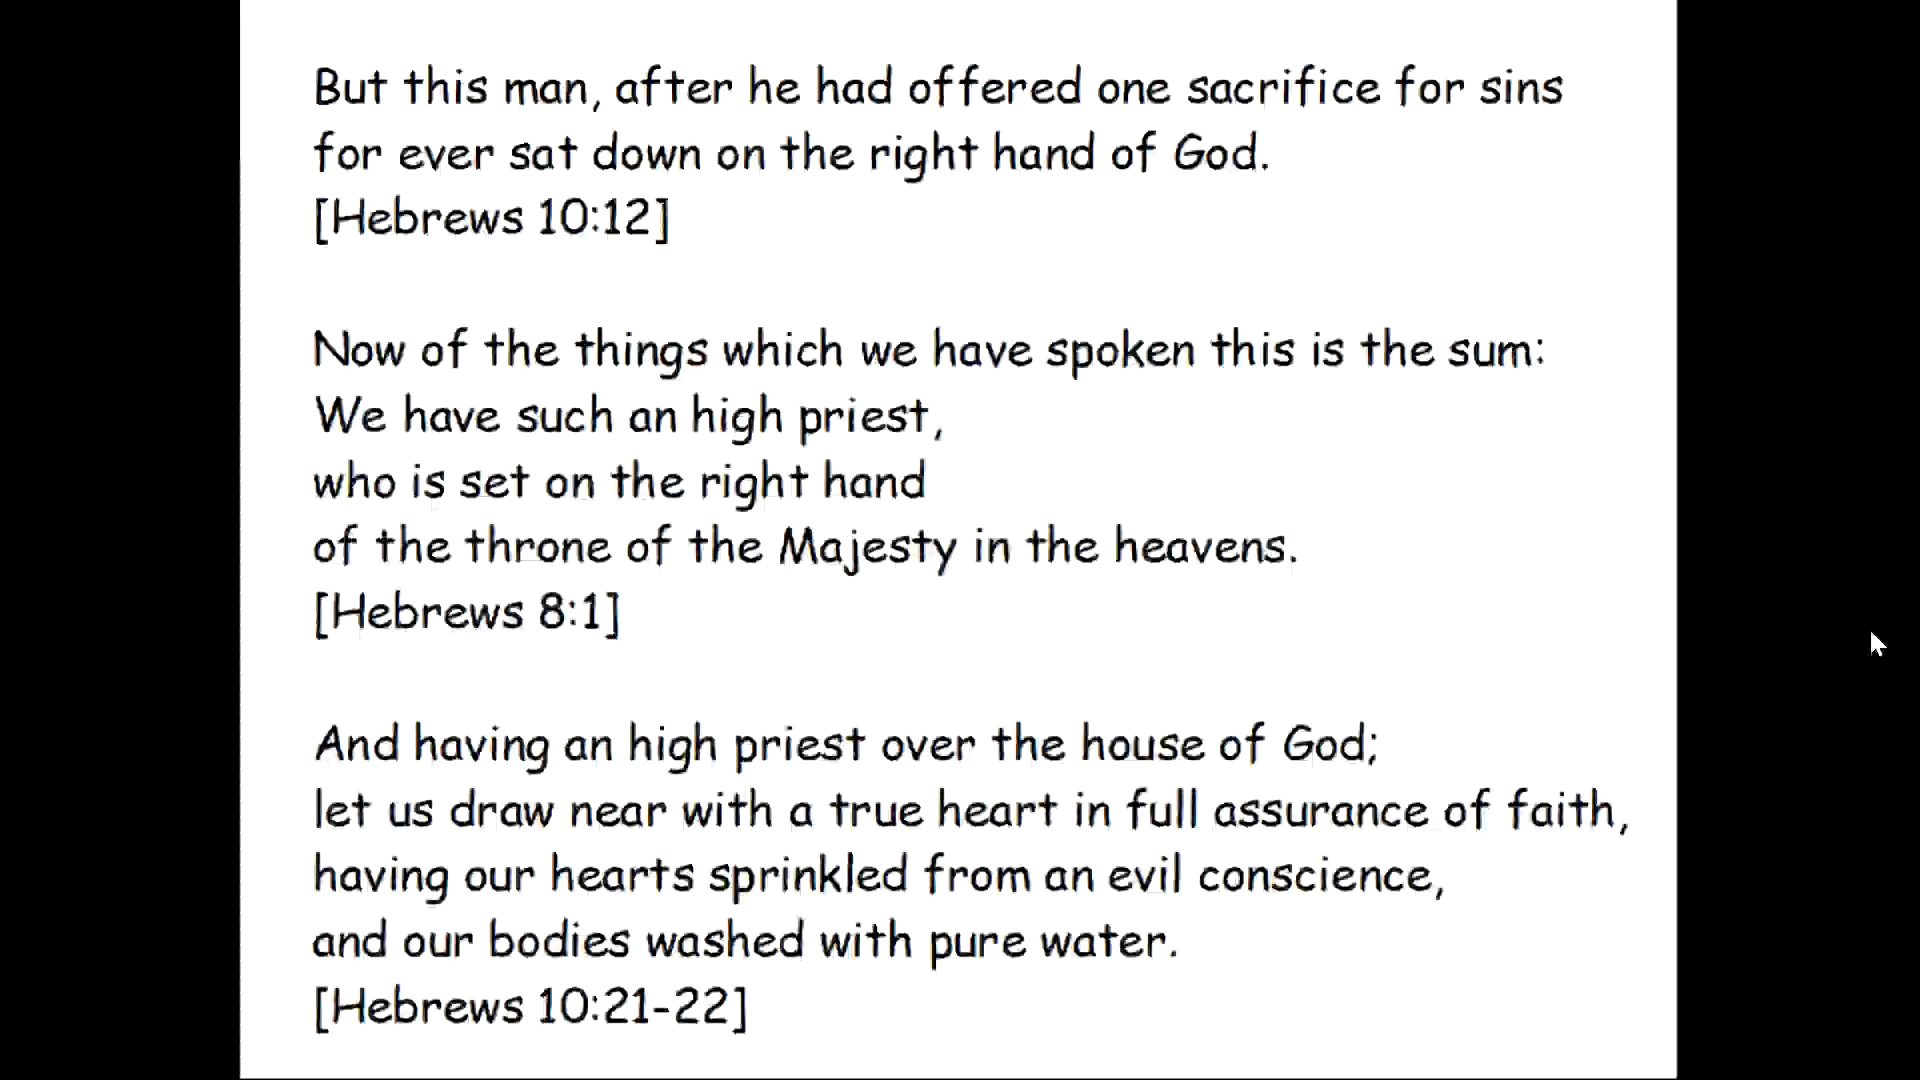 But this man, after he had offered one sacrifice for sins
for ever sat down on the right hand of God.
[Hebrews 10:12]
Now of the things which we have spoken this is the sum:
We have such an high priest,
who is set on the right hand
of the throne of the Majesty in the heavens.
[Hebrews 8:1]
And having an high priest over the house of God;
let us draw near with a true heart in full assurance of faith,
having our hearts sprinkled from an evil conscience,
and our bodies washed with pure water.
[Hebrews 10:21-22]